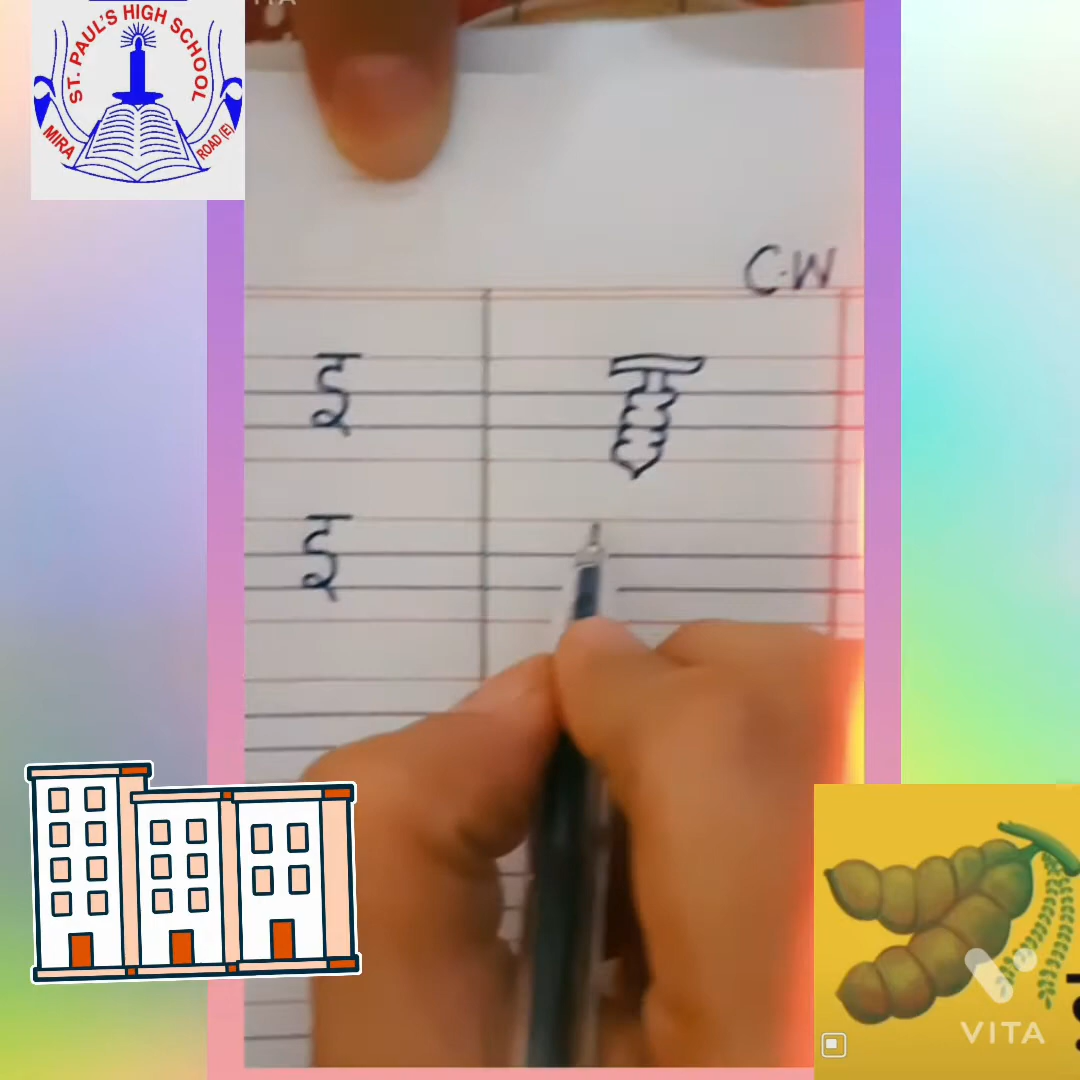 ST. PAUL'S HIGH SCHOOL
MIRA ROAD (E)
C.W
इ
इ
VITA